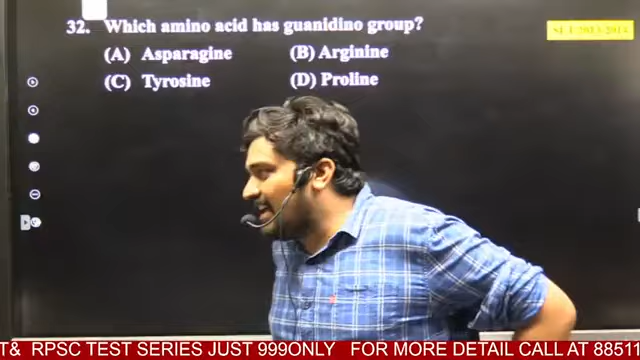 32. Which amino acid has guanidino group?
(A) Asparagine (B) Arginine
(C) Tyrosine (D) Proline
T& RPSC TEST SERIES JUST 999ONLY FOR MORE DETAIL CALL AT 88511